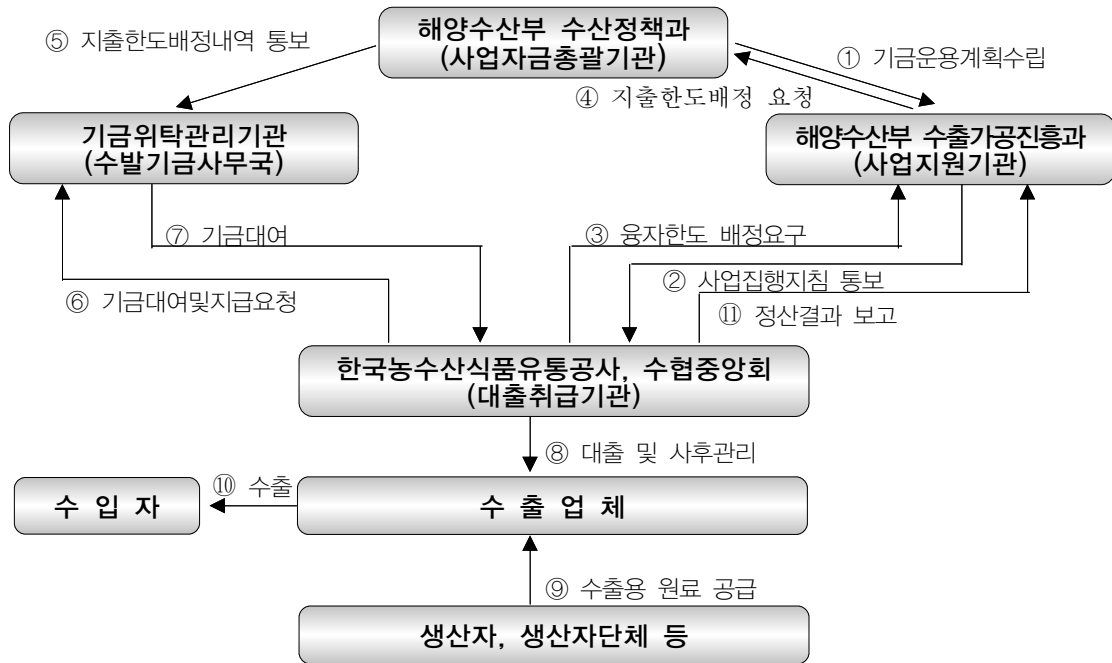 해양수산부 수산정책과
(사업자금총괄기관)
⑤ 지출한도배정내역 통보
① 기금운용계획수립
④ 지출한도배정 요청
기금위탁관리기관
(수발기금사무국)
해양수산부 수출가공진흥과
(사업지원기관)
⑦ 기금대여
③ 융자한도 배정요구
② 사업집행지침 통보
⑥ 기금대여및지급요청
⑪ 정산결과 보고
한국농수산식품유통공사, 수협중앙회
(대출취급기관)
⑧ 대출 및 사후관리
⑩ 수출
수 입 자
수 출 업 체
⑨ 수출용 원료 공급
생산자, 생산자단체 등